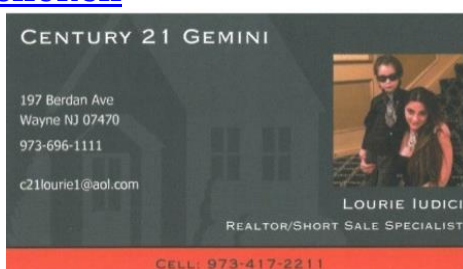 CENTURY 21 GEMINI
197 Berdan Ave
Wayne NJ 07470
973-696-1111
c21lourie1@aol.com
LOURIE IUDICI
REALTOR/SHORT SALE SPECIALIST
CELL: 973-417-2211